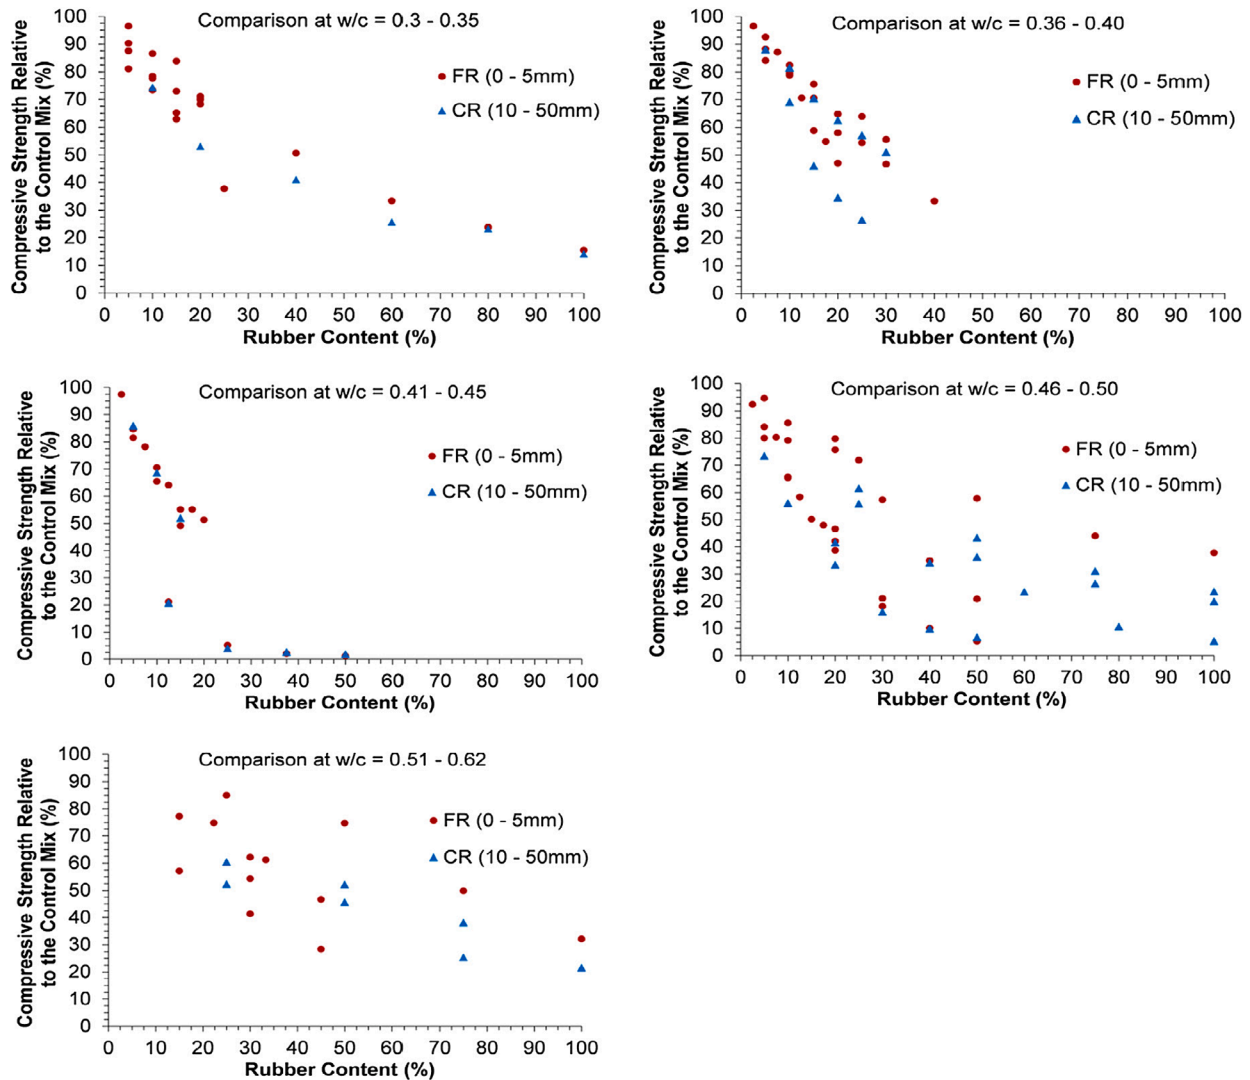 Comparison at w/c = 0.3 - 0.35
Compressive Strength Relative
to the Control Mix (%)
100
90
80
70
60
50
40
30
20
10
0
FR (0 - 5mm)
CR (10 - 50mm)
0 10 20 30 40 50 60 70 80 90 100
Rubber Content (%)
Comparison at w/c = 0.36 - 0.40
Compressive Strength Relative
to the Control Mix (%)
100
90
80
70
60
50
40
30
20
10
0
FR (0 - 5mm)
CR (10 - 50mm)
0 10 20 30 40 50 60 70 80 90 100
Rubber Content (%)
Comparison at w/c = 0.41 - 0.45
Compressive Strength Relative
to the Control Mix (%)
100
90
80
70
60
50
40
30
20
10
0
FR (0 - 5mm)
CR (10 - 50mm)
0 10 20 30 40 50 60 70 80 90 100
Rubber Content (%)
Comparison at w/c = 0.46 - 0.50
Compressive Strength Relative
to the Control Mix (%)
100
90
80
70
60
50
40
30
20
10
0
FR (0 - 5mm)
CR (10 - 50mm)
0 10 20 30 40 50 60 70 80 90 100
Rubber Content (%)
Comparison at w/c = 0.51 - 0.62
Compressive Strength Relative
to the Control Mix (%)
100
90
80
70
60
50
40
30
20
10
0
FR (0 - 5mm)
CR (10 - 50mm)
0 10 20 30 40 50 60 70 80 90 100
Rubber Content (%)